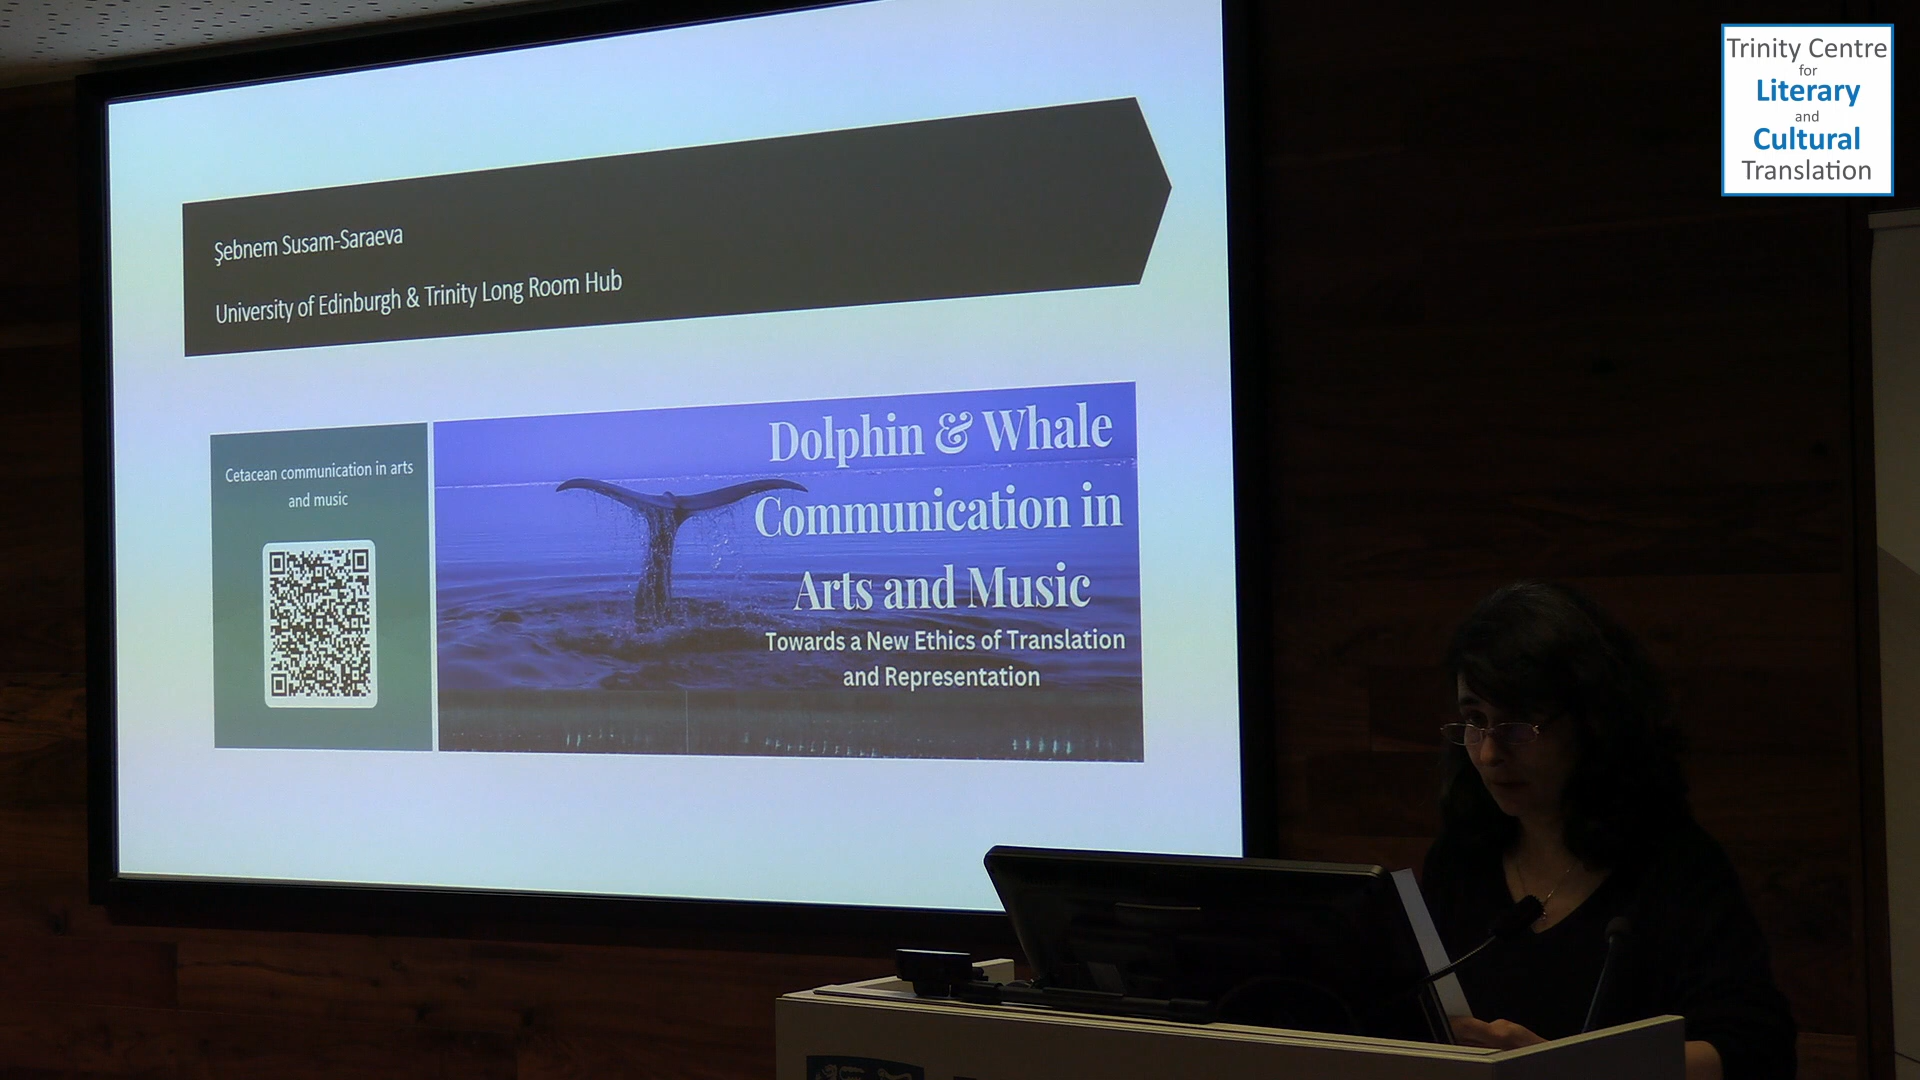 Şebnem Susam-Saraeva
University of Edinburgh & Trinity Long Room Hub
Cetacean communication in arts
and music
Dolphin & Whale
Communication in
Arts and Music
Towards a New Ethics of Translation
and Representation
Trinity Centre
for
Literary
and
Cultural
Translation